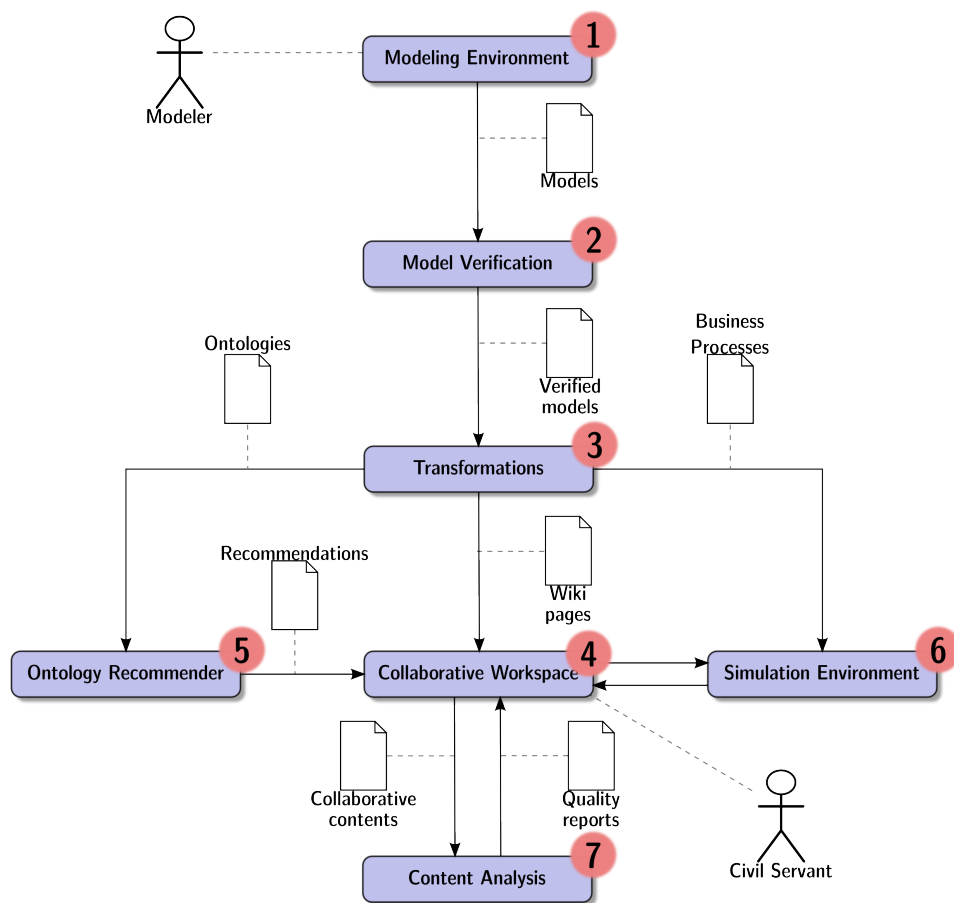 1
Modeling Environment
Modeler
Models
2
Model Verification
Business
Processes
Ontologies
Verified
models
3
Transformations
Recommendations
Wiki
pages
5
Ontology Recommender
4
Collaborative Workspace
6
Simulation Environment
Collaborative
contents
Quality
reports
7
Content Analysis
Civil Servant